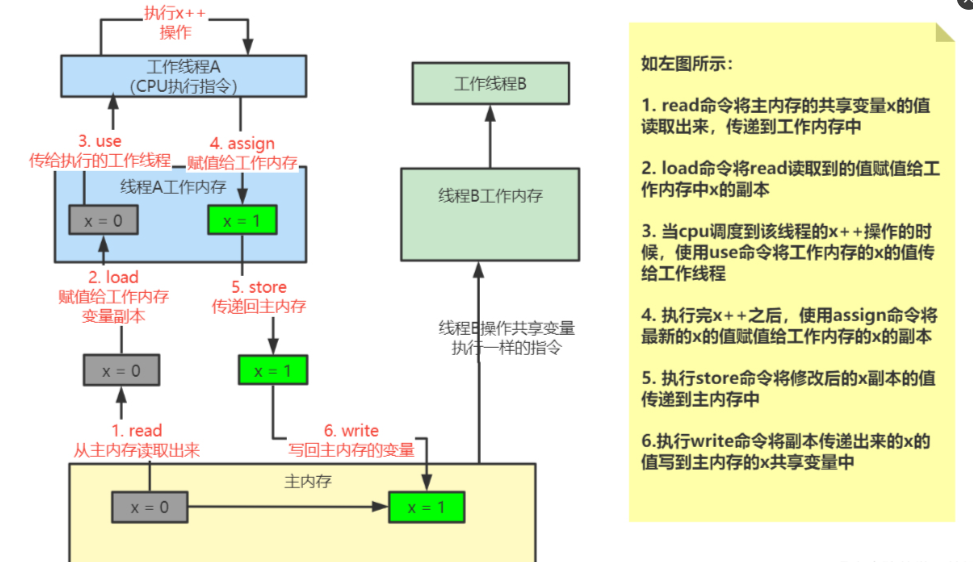 执行x++
操作
工作线程A
（CPU执行指令）
3. use
传给执行的工作线程
4. assign
赋值给工作内存
线程A工作内存
x = 0
x = 1
2. load
赋值给工作内存
变量副本
5. store
传递回主内存
x = 0
x = 1
1. read
从主内存读取出来
6. write
写回主内存的变量
主内存
x = 0
x = 1
工作线程B
线程B工作内存
线程B操作共享变量
执行一样的指令
如左图所示：
1. read命令将主内存的共享变量x的值
读取出来，传递到工作内存中
2. load命令将read读取到的值赋值给工
作内存中x的副本
3. 当cpu调度到该线程的x++操作的时
候，使用use命令将工作内存的x的值传
给工作线程
4. 执行完x++之后，使用assign命令将
最新的x的值赋值给工作内存的x的副本
5. 执行store命令将修改后的x副本的值
传递到主内存中
6.执行write命令将副本传递出来的x的
值写到主内存的x共享变量中